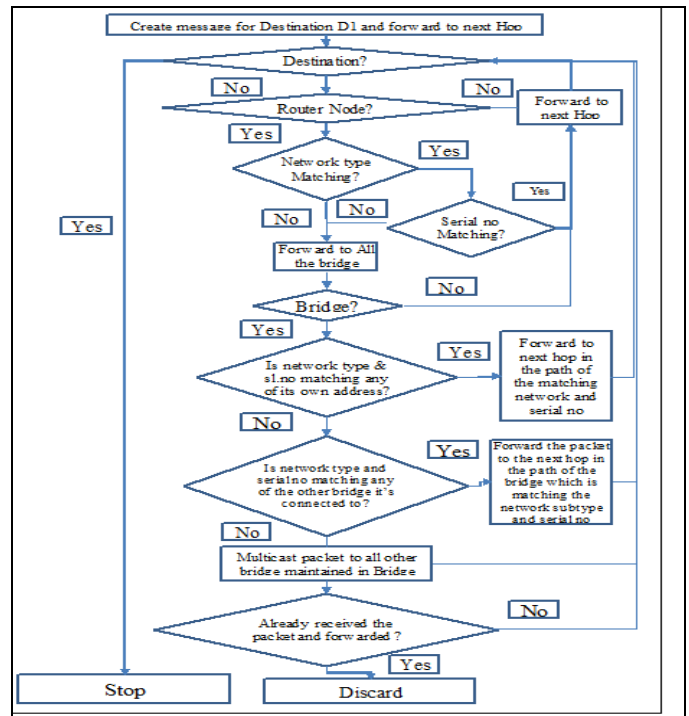 Create message for Destination D1 and forward to next Hop
Destination?
No
No
Router Node?
Forward to
next Hop
Yes
Yes
Network type
Matching?
Yes
Yes
No
No
Serial no
Matching?
Forward to All
the bridge
No
Bridge?
Yes
Is network type &
sl.no matching any
of its own address?
Yes
Forward to
next hop in
the path of
the matching
network and
serial no
No
Is network type and
serial no matching any
of the other bridge it's
connected to?
Yes
Forward the packet
to the next hop in
the path of the
bridge which is
matching the
network subtype
and serial no
No
Multicast packet to all other
bridge maintained in Bridge
Already received the
packet and forwarded ?
No
Yes
Stop
Discard